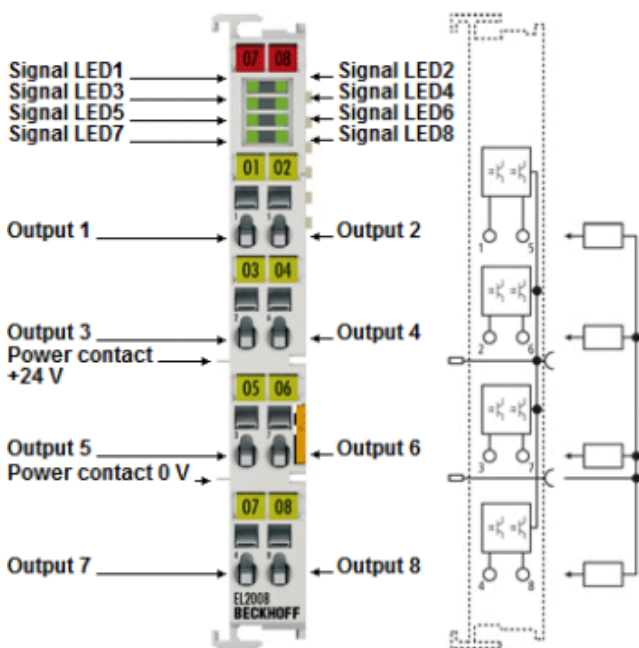 07 08
Signal LED1
Signal LED2
Signal LED3
Signal LED4
Signal LED5
Signal LED6
Signal LED7
Signal LED8
01 02
Output 1
Output 2
1 5
03 04
Output 3
Output 4
2 6
Power contact
+24 V
05 06
Output 5
Output 6
3 7
Power contact 0 V
07 08
Output 7
Output 8
4 8
EL2008
BECKHOFF